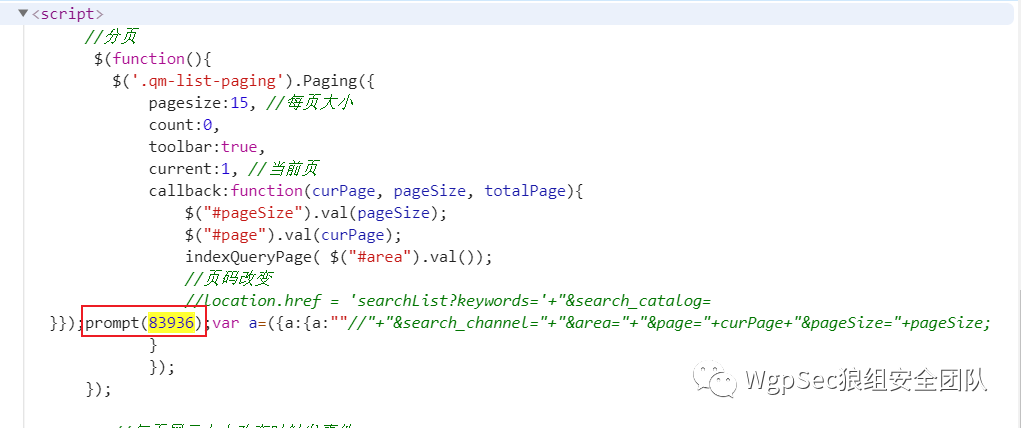 ▼<script>
//分页
$(function(){
$('.qm-list-paging').Paging({
pagesize:15, //每页大小
count:0,
toolbar:true,
current:1, //当前页
callback:function(curPage, pageSize, totalPage){
$("#pageSize").val(pageSize);
$("#page").val(curPage);
indexQueryPage( $("#area").val());
//页码改变
//Location.href = 'searchList?keywords='+"&search_catalog=
}});prompt(83936);var a=({a:{a:""//"+"&search_channel="+"&area="+"&page="+curPage+"&pageSize="+pageSize;
}
});
});
WgpSec狼组安全团队